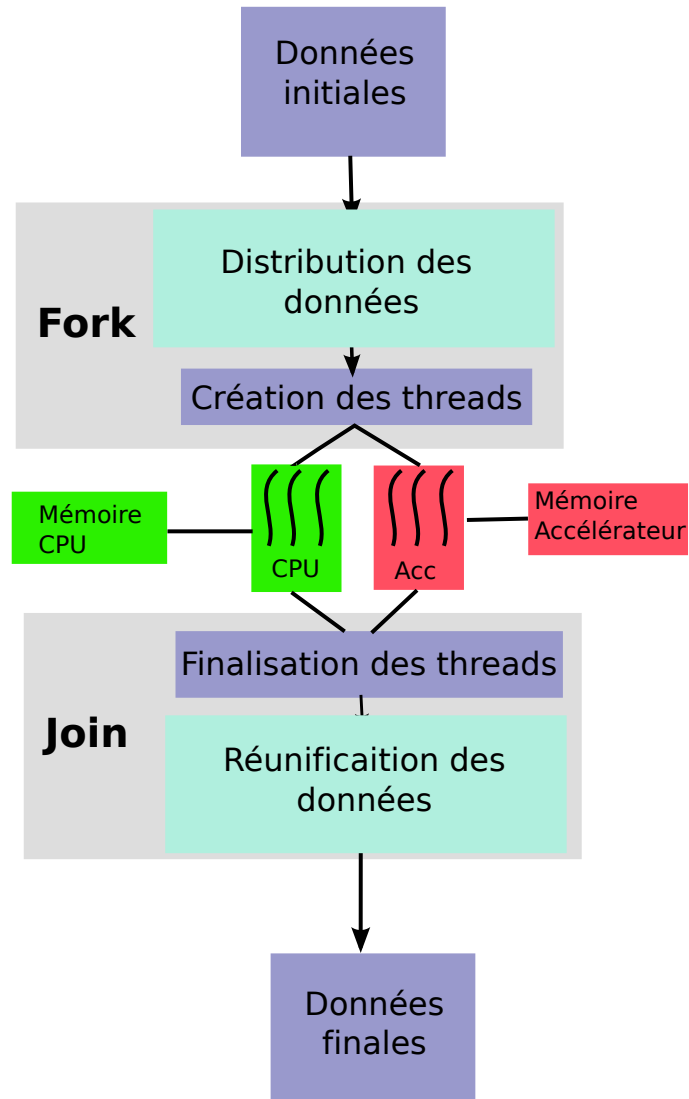 Données
initiales
Distribution des
données
Fork
Création des threads
Mémoire
CPU
CPU
Acc
Mémoire
Accélérateur
Finalisation des threads
Join
Réunificaition des
données
Données
finales